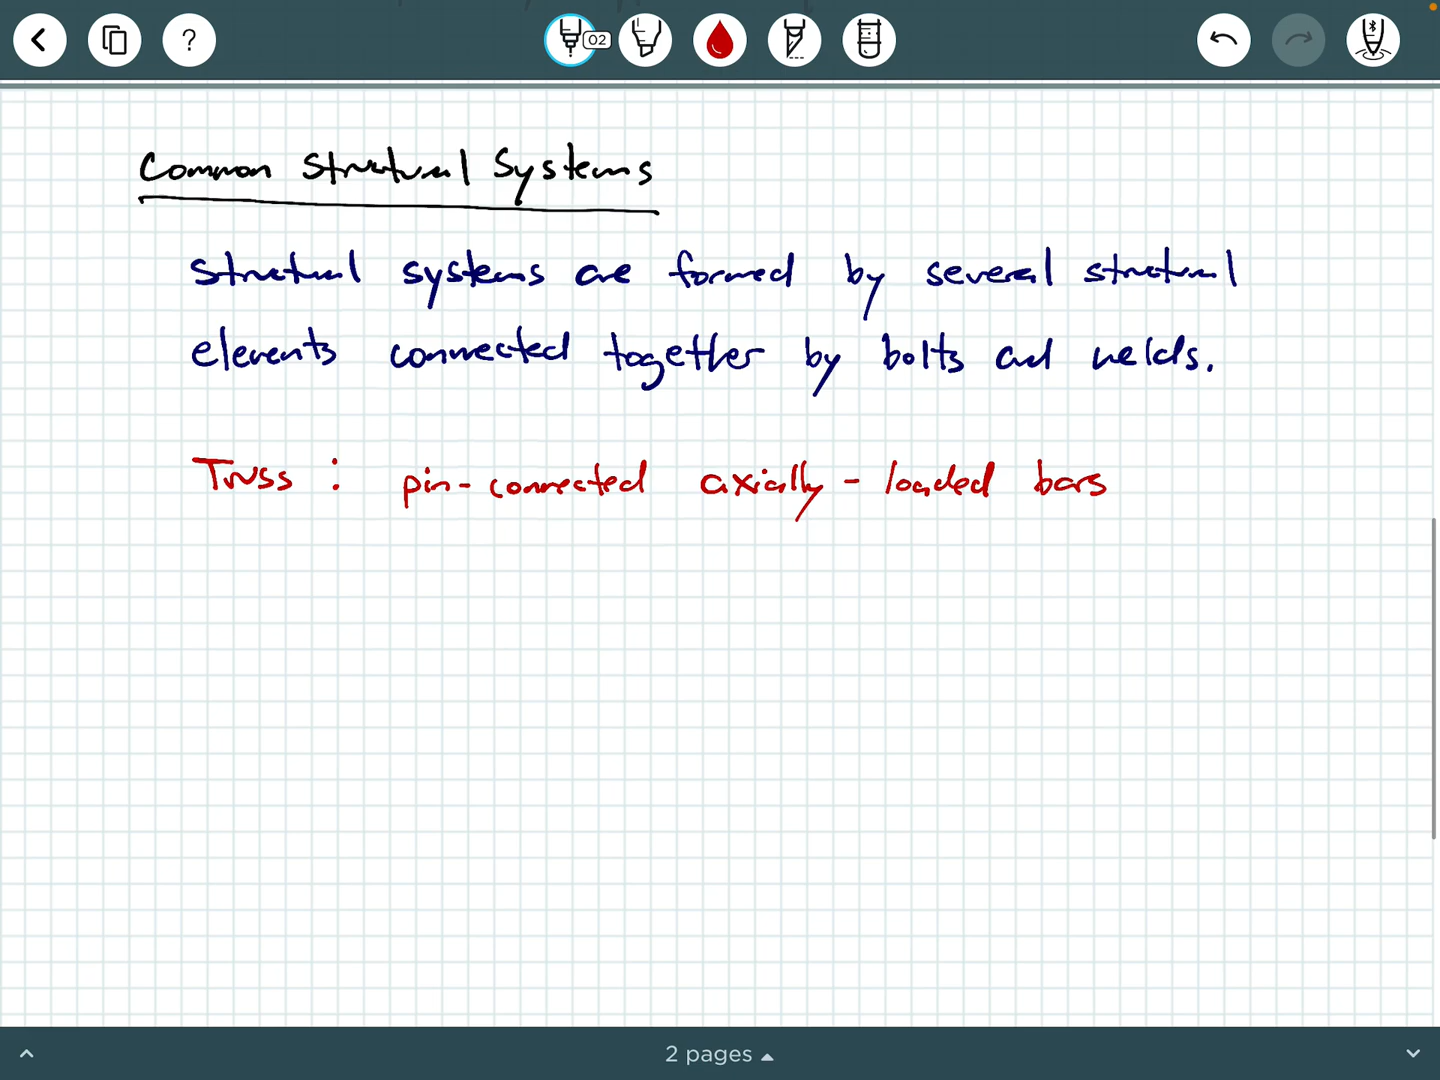 ?
02
Common Structural Systems
Structural systems are formed by several structural
elements connected together by bolts and welds.
Truss : pin-connected axially-loaded bars
2 pages